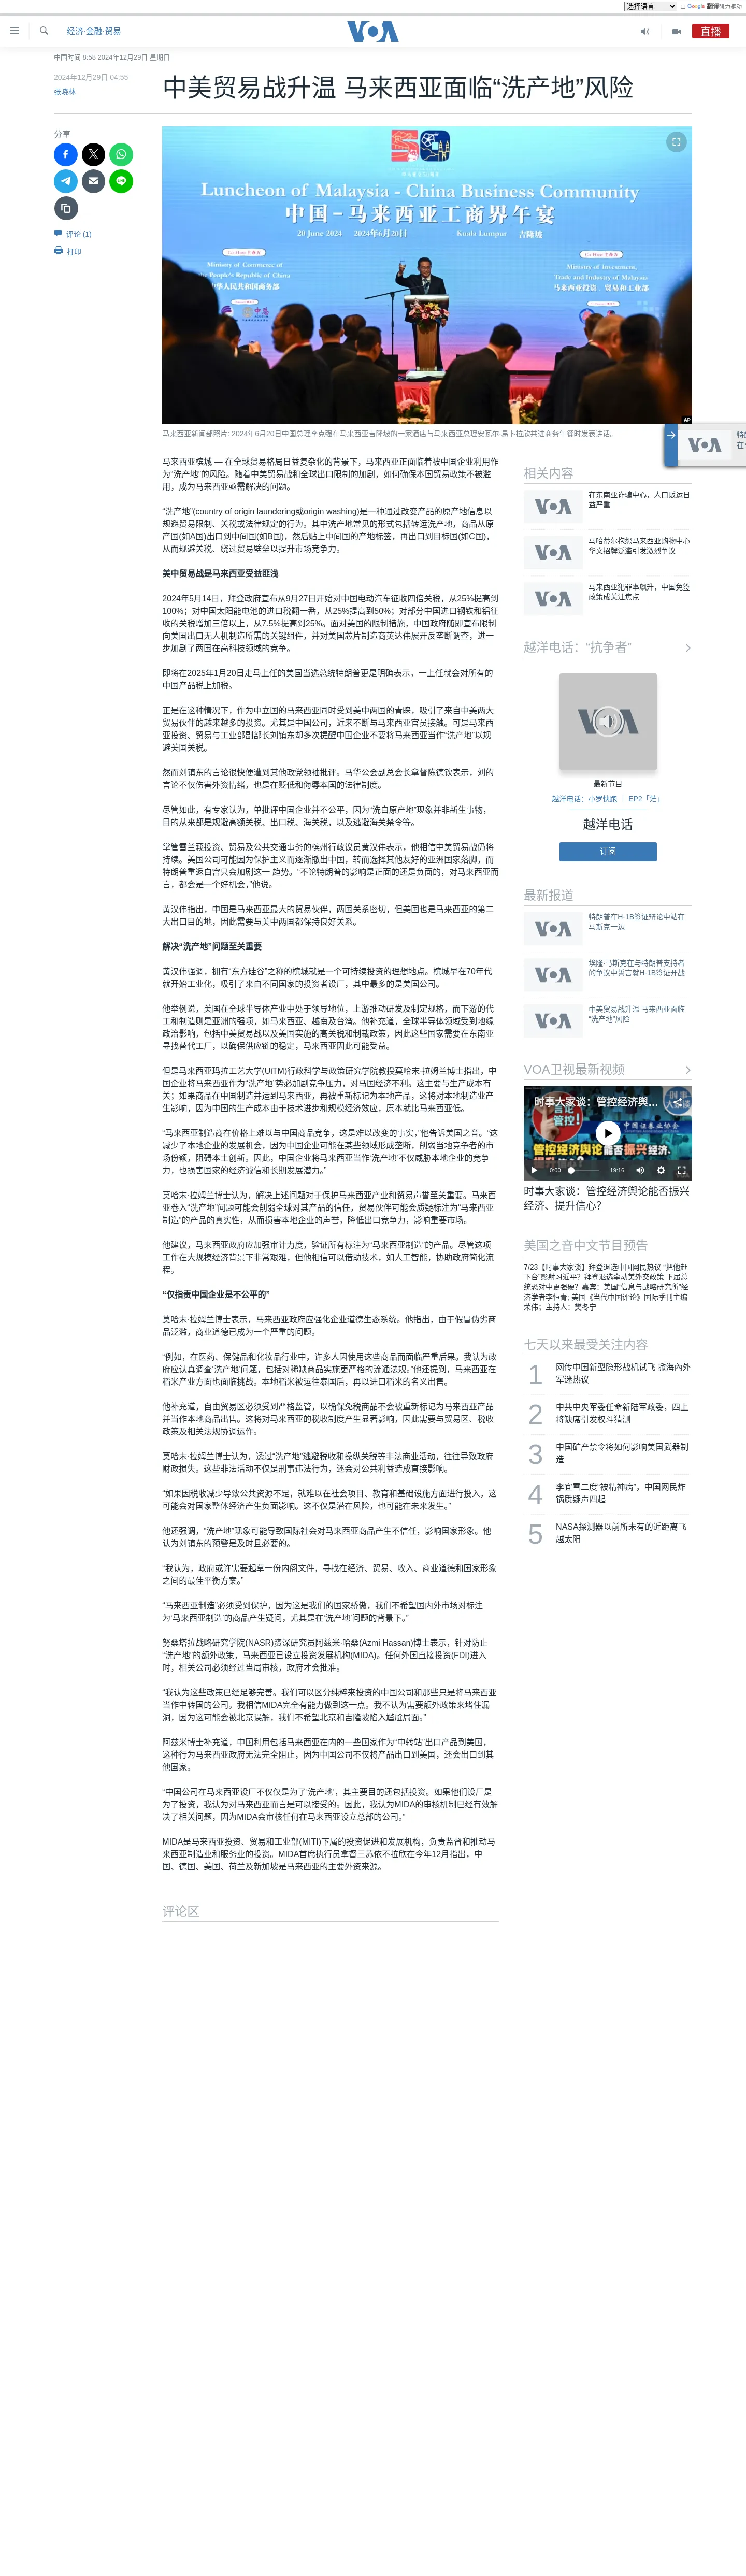 选择语言
由 Google 翻译强力驱动
经济·金融·贸易
VOA
直播
中国时间 8:58 2024年12月29日 星期日
2024年12月29日 04:55
张晓林
中美贸易战升温 马来西亚面临“洗产地”风险
分享
评论 (1)
打印
Luncheon of Malaysia - China Business Community
中国－马来西亚工商界午宴
20 June 2024 2024年6月20日 Kuala Lumpur 吉隆坡
AP
马来西亚新闻部照片: 2024年6月20日中国总理李克强在马来西亚吉隆坡的一家酒店与马来西亚总理安瓦尔·易卜拉欣共进商务午餐时发表讲话。
马来西亚槟城 — 在全球贸易格局日益复杂化的背景下，马来西亚正面临着被中国企业利用作
为“洗产地”的风险。随着中美贸易战和全球出口限制的加剧，如何确保本国贸易政策不被滥
用，成为马来西亚亟需解决的问题。
“洗产地”(country of origin laundering或origin washing)是一种通过改变产品的原产地信息以
规避贸易限制、关税或法律规定的行为。其中洗产地常见的形式包括转运洗产地，商品从原
产国(如A国)出口到中间国(如B国)，然后贴上中间国的产地标签，再出口到目标国(如C国)，
从而规避关税、绕过贸易壁垒以提升市场竞争力。
美中贸易战是马来西亚受益匪浅
2024年5月14日，拜登政府宣布从9月27日开始对中国电动汽车征收四倍关税，从25%提高到
100%；对中国太阳能电池的进口税翻一番，从25%提高到50%；对部分中国进口钢铁和铝征
收的关税增加三倍以上，从7.5%提高到25%。面对美国的限制措施，中国政府随即宣布限制
向美国出口无人机制造所需的关键组件，并对美国芯片制造商英达伟展开反垄断调查，进一
步加剧了两国在高科技领域的竞争。
即将在2025年1月20日走马上任的美国当选总统特朗普更是明确表示，一上任就会对所有的
中国产品税上加税。
正是在这种情况下，作为中立国的马来西亚同时受到美中两国的青睐，吸引了来自中美两大
贸易伙伴的越来越多的投资。尤其是中国公司，近来不断与马来西亚官员接触。可是马来西
亚投资、贸易与工业部副部长刘镇东却多次提醒中国企业不要将马来西亚当作“洗产地”以规
避美国关税。
然而刘镇东的言论很快便遭到其他政党领袖批评。马华公会副总会长拿督陈德钦表示，刘的
言论不仅伤害外资情绪，也是在贬低和侮辱本国的法律制度。
尽管如此，有专家认为，单批评中国企业并不公平，因为“洗白原产地”现象并非新生事物，
目的从来都是规避高额关税、出口税、海关税，以及逃避海关禁令等。
掌管雪兰莪投资、贸易及公共交通事务的槟州行政议员黄汉伟表示，他相信中美贸易战仍将
持续。美国公司可能因为保护主义而逐渐撤出中国，转而选择其他友好的亚洲国家落脚，而
特朗普重返白宫只会加剧这一 趋势。“不论特朗普的影响是正面的还是负面的，对马来西亚而
言，都会是一个好机会，”他说。
黄汉伟指出，中国是马来西亚最大的贸易伙伴，两国关系密切，但美国也是马来西亚的第二
大出口目的地，因此需要与美中两国都保持良好关系。
解决“洗产地”问题至关重要
黄汉伟强调，拥有“东方硅谷”之称的槟城就是一个可持续投资的理想地点。槟城早在70年代
就开始工业化，吸引了来自不同国家的投资者设厂，其中最多的是美国公司。
他举例说，美国在全球半导体产业中处于领导地位，上游推动研发及制定规格，而下游的代
工和制造则是亚洲的强项，如马来西亚、越南及台湾。他补充道，全球半导体领域受到地缘
政治影响，包括中美贸易战以及美国实施的高关税和制裁政策，因此这些国家需要在东南亚
寻找替代工厂，以确保供应链的稳定，马来西亚因此可能受益。
但是马来西亚玛拉工艺大学(UiTM)行政科学与政策研究学院教授莫哈末·拉姆兰博士指出，中
国企业将马来西亚作为“洗产地”势必加剧竞争压力，对马国经济不利。这主要与生产成本有
关；如果商品在中国制造并运到马来西亚，再被重新标记为本地产品，这将对本地制造业产
生影响，因为中国的生产成本由于技术进步和规模经济效应，原本就比马来西亚低。
“马来西亚制造商在价格上难以与中国商品竞争，这是难以改变的事实，”他告诉美国之音。“这
减少了本地企业的发展机会，因为中国企业可能在某些领域形成垄断，削弱当地竞争者的市
场份额，阻碍本土创新。因此，中国企业将马来西亚当作‘洗产地’不仅威胁本地企业的竞争
力，也损害国家的经济诚信和长期发展潜力。”
莫哈末·拉姆兰博士认为，解决上述问题对于保护马来西亚产业和贸易声誉至关重要。马来西
亚卷入“洗产地”问题可能会削弱全球对其产品的信任，贸易伙伴可能会质疑标注为“马来西亚
制造”的产品的真实性，从而损害本地企业的声誉，降低出口竞争力，影响重要市场。
他建议，马来西亚政府应加强审计力度，验证所有标注为“马来西亚制造”的产品。尽管这项
工作在大规模经济背景下非常艰难，但他相信可以借助技术，如人工智能，协助政府简化流
程。
“仅指责中国企业是不公平的”
莫哈末·拉姆兰博士表示，马来西亚政府应强化企业道德生态系统。他指出，由于假冒伪劣商
品泛滥，商业道德已成为一个严重的问题。
“例如，在医药、保健品和化妆品行业中，许多人因使用这些商品而面临严重后果。我认为政
府应认真调查‘洗产地’问题，包括对稀缺商品实施更严格的流通法规。”他还提到，马来西亚在
稻米产业方面也面临挑战。本地稻米被运往泰国后，再以进口稻米的名义出售。
他补充道，自由贸易区必须受到严格监管，以确保免税商品不会被重新标记为马来西亚产品
并当作本地商品出售。这将对马来西亚的税收制度产生显著影响，因此需要与贸易区、税收
政策及相关法规协调运作。
莫哈末·拉姆兰博士认为，透过“洗产地”逃避税收和操纵关税等非法商业活动，往往导致政府
财政损失。这些非法活动不仅是刑事违法行为，还会对公共利益造成直接影响。
“如果因税收减少导致公共资源不足，就难以在社会项目、教育和基础设施方面进行投入，这
可能会对国家整体经济产生负面影响。这不仅是潜在风险，也可能在未来发生。”
他还强调，“洗产地”现象可能导致国际社会对马来西亚商品产生不信任，影响国家形象。他
认为刘镇东的预警是及时且必要的。
“我认为，政府或许需要起草一份内阁文件，寻找在经济、贸易、收入、商业道德和国家形象
之间的最佳平衡方案。”
“马来西亚制造”必须受到保护，因为这是我们的国家骄傲，我们不希望国内外市场对标注
为‘马来西亚制造’的商品产生疑问，尤其是在‘洗产地’问题的背景下。”
努桑塔拉战略研究学院(NASR)资深研究员阿兹米·哈桑(Azmi Hassan)博士表示，针对防止
“洗产地”的额外政策，马来西亚已设立投资发展机构(MIDA)。任何外国直接投资(FDI)进入
时，相关公司必须经过当局审核，政府才会批准。
“我认为这些政策已经足够完善。我们可以区分纯粹来投资的中国公司和那些只是将马来西亚
当作中转国的公司。我相信MIDA完全有能力做到这一点。我不认为需要额外政策来堵住漏
洞，因为这可能会被北京误解，我们不希望北京和吉隆坡陷入尴尬局面。”
阿兹米博士补充道，中国利用包括马来西亚在内的一些国家作为“中转站”出口产品到美国，
这种行为马来西亚政府无法完全阻止，因为中国公司不仅将产品出口到美国，还会出口到其
他国家。
“中国公司在马来西亚设厂不仅仅是为了‘洗产地’，其主要目的还包括投资。如果他们设厂是
为了投资，我认为对马来西亚而言是可以接受的。因此，我认为MIDA的审核机制已经有效解
决了相关问题，因为MIDA会审核任何在马来西亚设立总部的公司。”
MIDA是马来西亚投资、贸易和工业部(MITI)下属的投资促进和发展机构，负责监督和推动马
来西亚制造业和服务业的投资。MIDA首席执行员拿督三苏依不拉欣在今年12月指出，中
国、德国、美国、荷兰及新加坡是马来西亚的主要外资来源。
评论区
相关内容
在东南亚诈骗中心，人口贩运日
益严重
马哈蒂尔抱怨马来西亚购物中心
华文招牌泛滥引发激烈争议
马来西亚犯罪率飙升，中国免签
政策成关注焦点
越洋电话：“抗争者”
最新节目
越洋电话：小罗快跑 ｜ EP2「茫」
越洋电话
订阅
最新报道
特朗普在H-1B签证辩论中站在
马斯克一边
埃隆·马斯克在与特朗普支持者
的争议中誓言就H-1B签证开战
中美贸易战升温 马来西亚面临
“洗产地”风险
VOA卫视最新视频
时事大家谈：管控经济舆...
管控经济舆论能否振兴经济、
0:00
19:16
时事大家谈：管控经济舆论能否振兴
经济、提升信心？
美国之音中文节目预告
7/23【时事大家谈】拜登退选中国网民热议 “把他赶
下台”影射习近平？拜登退选牵动美外交政策 下届总
统恐对中更强硬？嘉宾：美国“信息与战略研究所”经
济学者李恒青; 美国《当代中国评论》国际季刊主编
荣伟；主持人：樊冬宁
七天以来最受关注内容
1 网传中国新型隐形战机试飞 掀海內外
军迷热议
2 中共中央军委任命新陆军政委，四上
将缺席引发权斗猜测
3 中国矿产禁令将如何影响美国武器制
造
4 李宜雪二度“被精神病”，中国网民炸
锅质疑声四起
5 NASA探测器以前所未有的近距离飞
越太阳